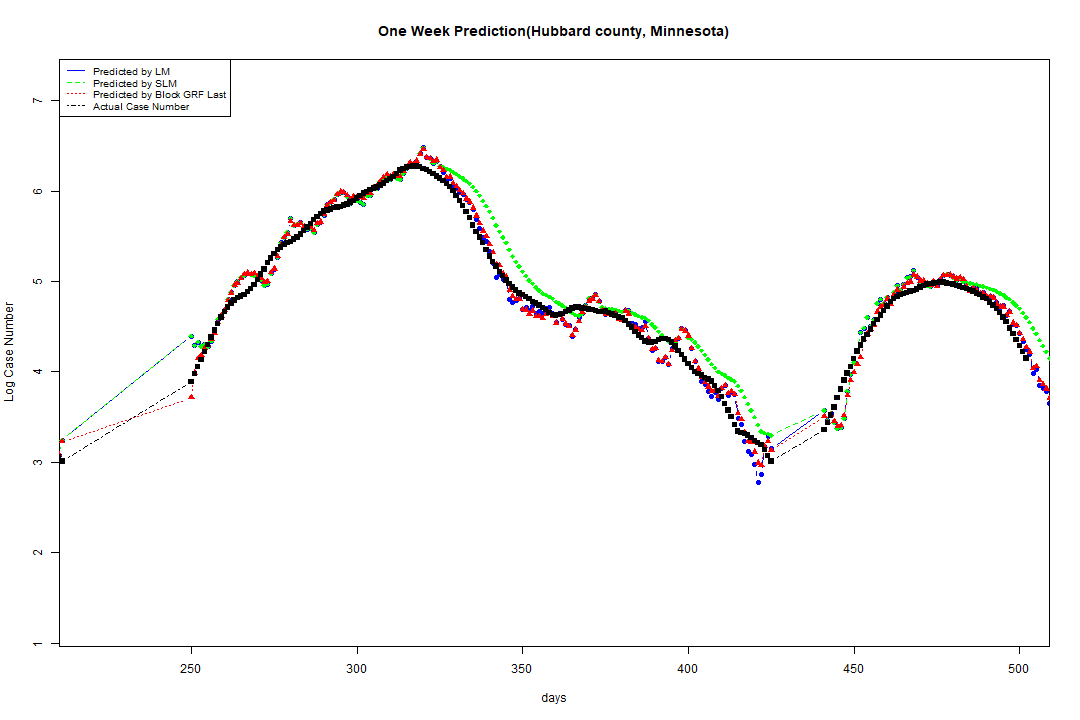 One Week Prediction(Hubbard county, Minnesota)
Predicted by LM
Predicted by SLM
Predicted by Block GRF Last
Actual Case Number
Log Case Number
7
6
5
4
3
2
1
250 300 350 400 450 500
days